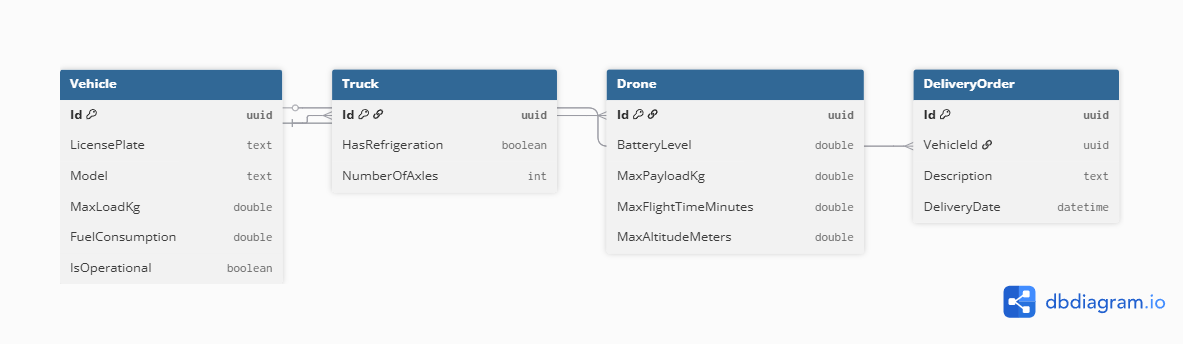 Vehicle
Id uuid
LicensePlate text
Model text
MaxLoadKg double
FuelConsumption double
IsOperational boolean
Truck
Id uuid
HasRefrigeration boolean
NumberOfAxles int
Drone
Id uuid
BatteryLevel double
MaxPayloadKg double
MaxFlightTimeMinutes double
MaxAltitudeMeters double
DeliveryOrder
Id uuid
VehicleId uuid
Description text
DeliveryDate datetime
dbdiagram.io